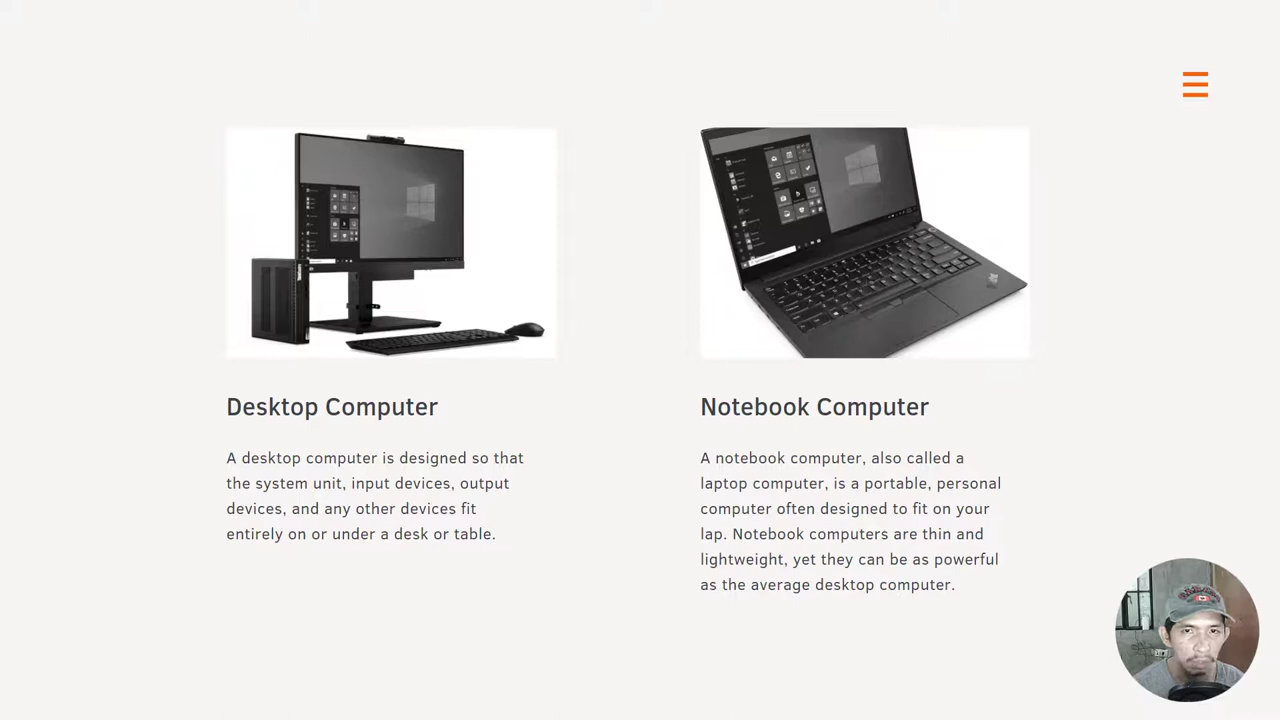 Desktop Computer
A desktop computer is designed so that
the system unit, input devices, output
devices, and any other devices fit
entirely on or under a desk or table.
Notebook Computer
A notebook computer, also called a
laptop computer, is a portable, personal
computer often designed to fit on your
lap. Notebook computers are thin and
lightweight, yet they can be as powerful
as the average desktop computer.